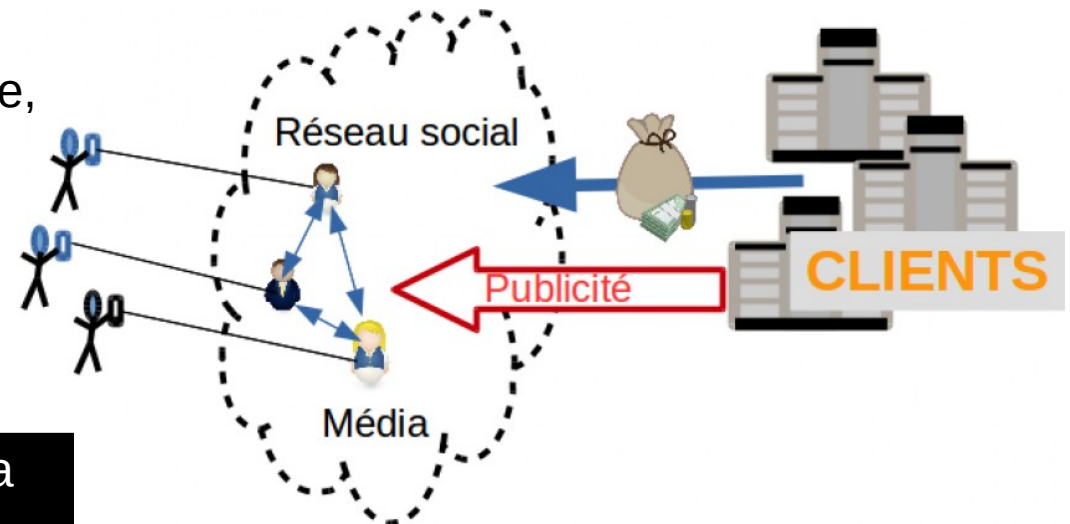 e,
Réseau social
CLIENTS
Publicité
Média
a